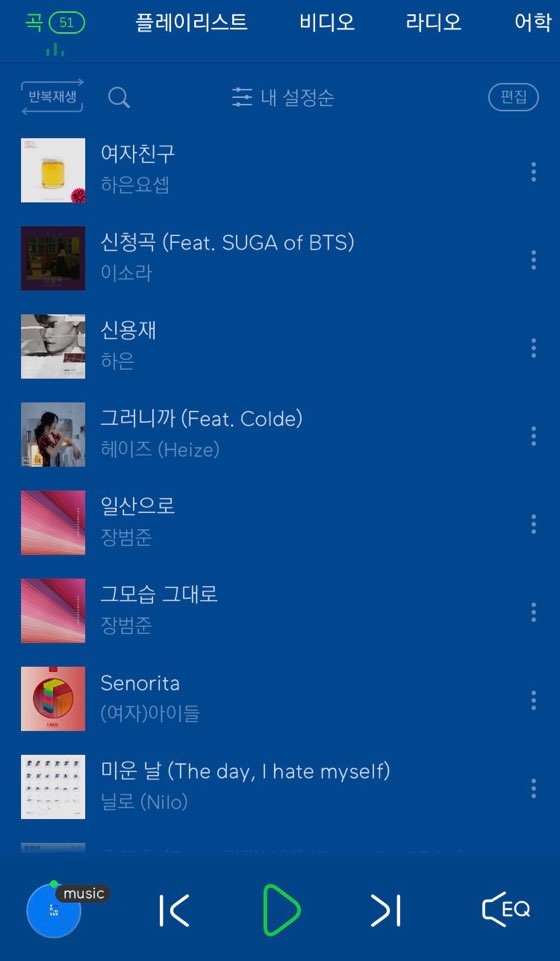 곡 51 플레이리스트 비디오 라디오 어학
반복재생 내 설정순 편집
여자친구
하은요셉
신청곡 (Feat. SUGA of BTS)
이소라
신용재
하은
그러니까 (Feat. Colde)
헤이즈 (Heize)
일산으로
장범준
그모습 그대로
장범준
Senorita
(여자)아이들
미운 날 (The day, I hate myself)
닐로 (Nilo)
music EQ